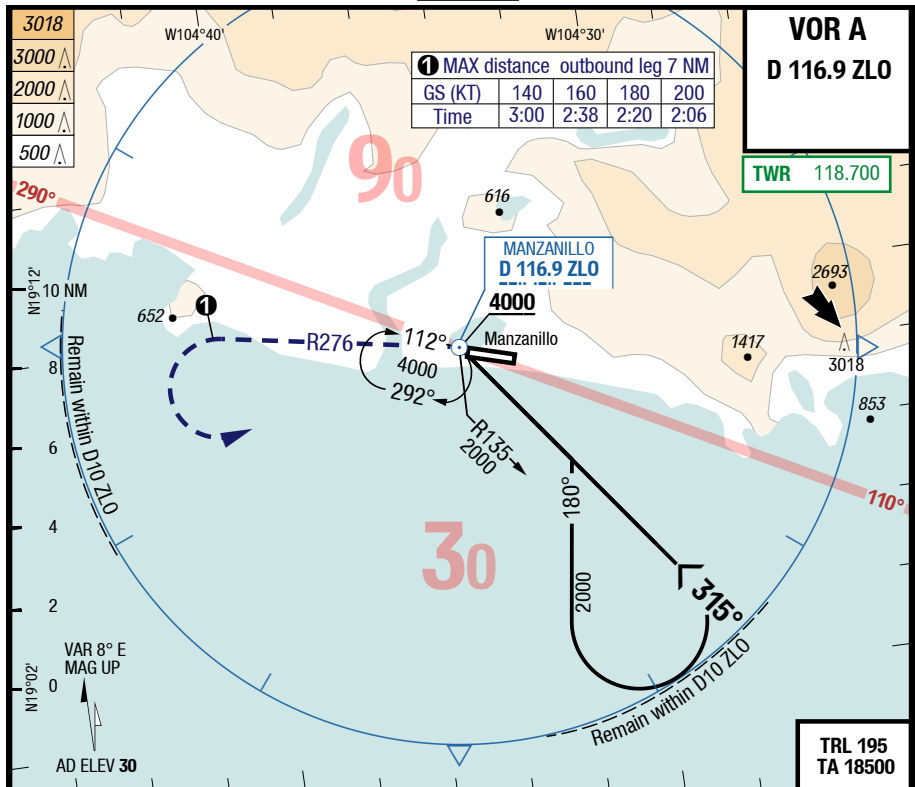 3018
3000
2000
1000
500
W104°40'
W104°30'
1 MAX distance outbound leg 7 NM
GS (KT) 140 160 180 200
Time 3:00 2:38 2:20 2:06
VOR A
D 116.9 ZLO
TWR 118.700
290°
90
616
MANZANILLO
D 116.9 ZLO
4000
Manzanillo
2693
N19°12'
10 NM
652
1
R276
112°
4000
292°
1417
3018
853
8
Remain within D10 ZLO
6
R135
2000
110°
180°
4
30
2000
315°
2
Remain within D10 ZLO
VAR 8° E
MAG UP
N19°02'
0
AD ELEV 30
TRL 195
TA 18500